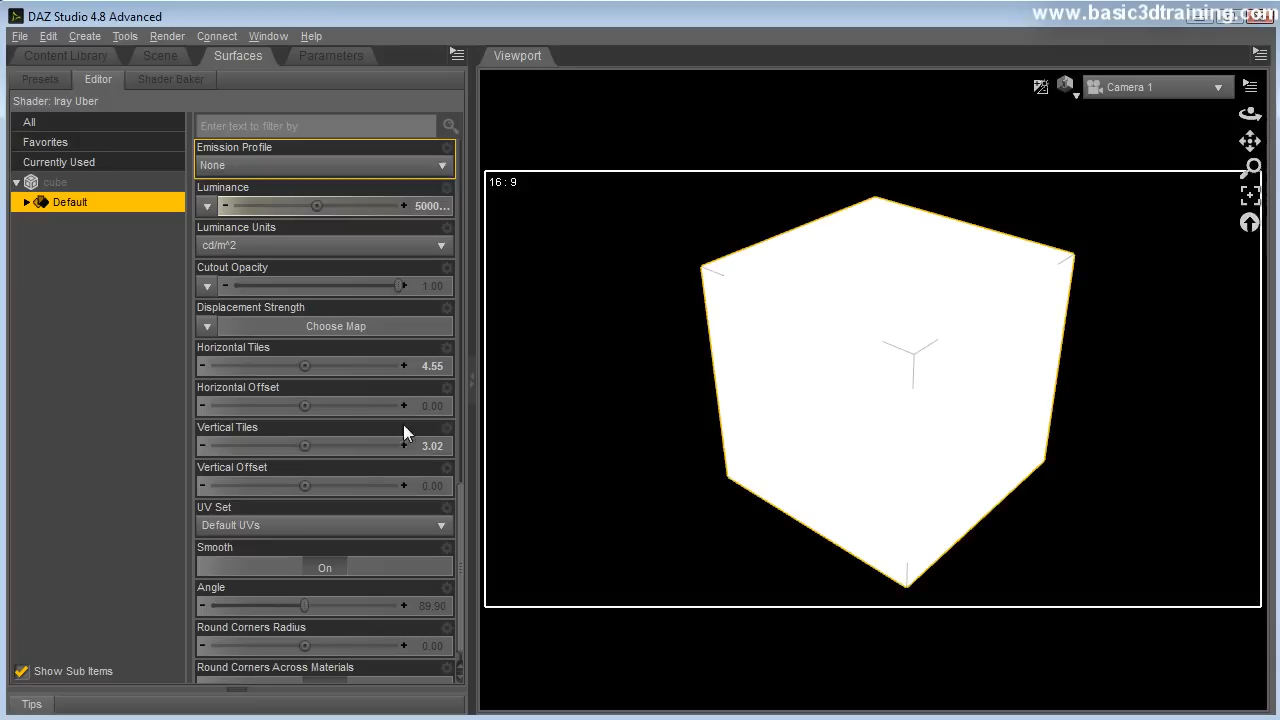 DAZ Studio 4.8 Advanced
www.basic3dtraining.com
File Edit Create Tools Render Connect Window Help
Content Library Scene Surfaces Parameters Viewport
Presets Editor Shader Baker
Camera 1
Shader: Iray Uber
All
Enter text to filter by
Favorites
Currently Used
cube
Default
Emission Profile
None
Luminance
5000...
Luminance Units
cd/m^2
Cutout Opacity
1.00
Displacement Strength
Choose Map
Horizontal Tiles
4.55
Horizontal Offset
0.00
Vertical Tiles
3.02
Vertical Offset
0.00
UV Set
Default UVs
Smooth
On
Angle
89.90
Round Corners Radius
0.00
Round Corners Across Materials
16 : 9
Show Sub Items
Tips